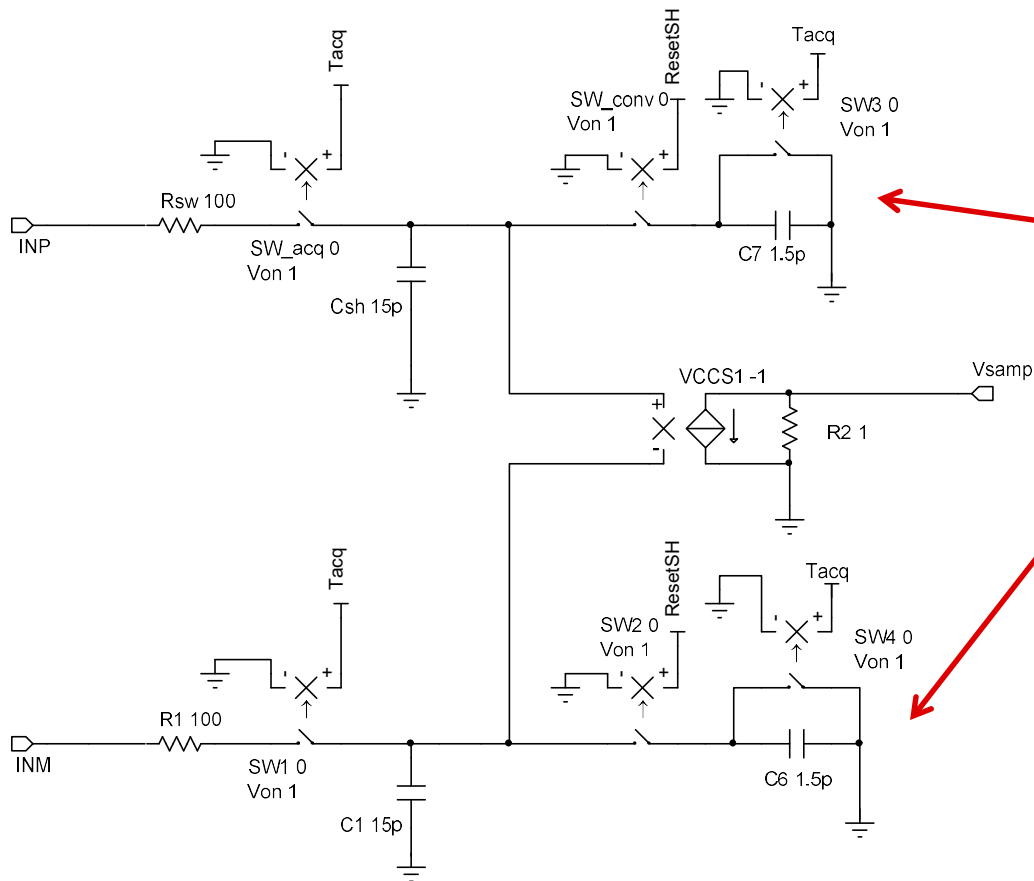 Tacq
ResetSH
Tacq
SW_conv 0
Von 1
SW3 0
Von 1
- +
- +
- +
Rsw 100
INP
SW_acq 0
Von 1
C7 1.5p
Csh 15p
VCCS1 -1
Vsamp
+
-
R2 1
Tacq
ResetSH
Tacq
SW2 0
Von 1
SW4 0
Von 1
- +
- +
- +
R1 100
INM
SW1 0
Von 1
C6 1.5p
C1 15p